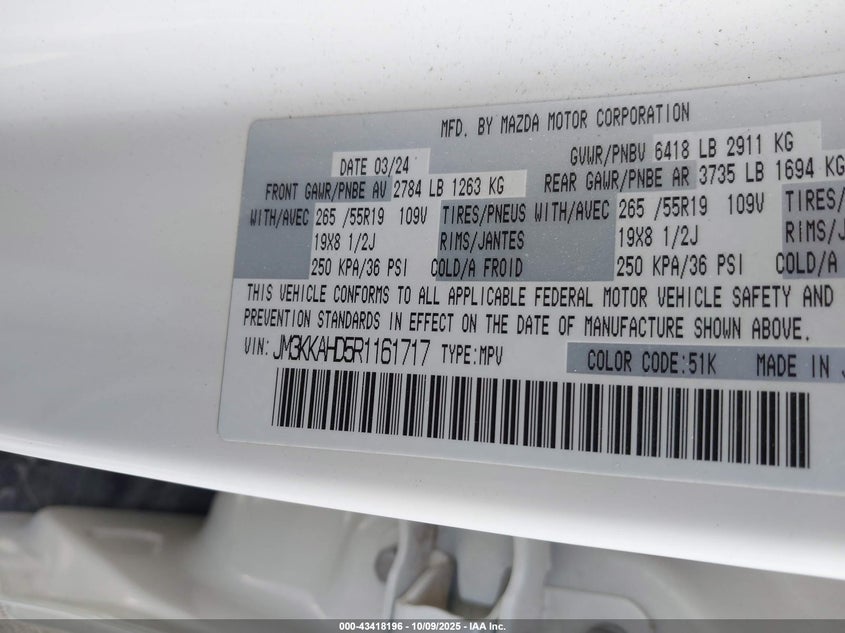 MFD. BY MAZDA MOTOR CORPORATION
DATE 03/24 GVWR/PNBV 6418 LB 2911 KG
FRONT GAWR/PNBE AV 2784 LB 1263 KG REAR GAWR/PNBE AR 3735 LB 1694 KG
WITH/AVEC 265 /55R19 109V TIRES/PNEUS WITH/AVEC 265 /55R19 109V TIRES/
19X8 1/2J RIMS/JANTES 19X8 1/2J RIMS/J
250 KPA/36 PSI COLD/A FROID 250 KPA/36 PSI COLD/A
THIS VEHICLE CONFORMS TO ALL APPLICABLE FEDERAL MOTOR VEHICLE SAFETY AND
PREVENTION STANDARDS IN EFFECT ON THE DATE OF MANUFACTURE SHOWN ABOVE.
VIN: JM3KKAHD5R1161717 TYPE:MPV COLOR CODE:51K MADE IN
000-43418196 - 10/09/2025 - IAA Inc.